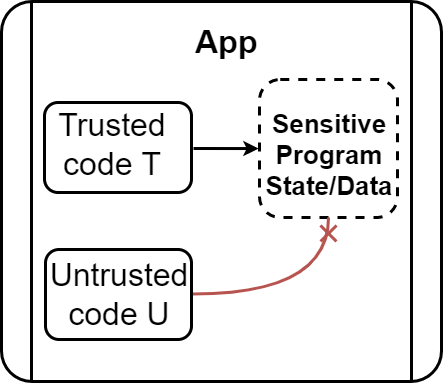 App
Trusted
code T
Sensitive
Program
State/Data
Untrusted
code U